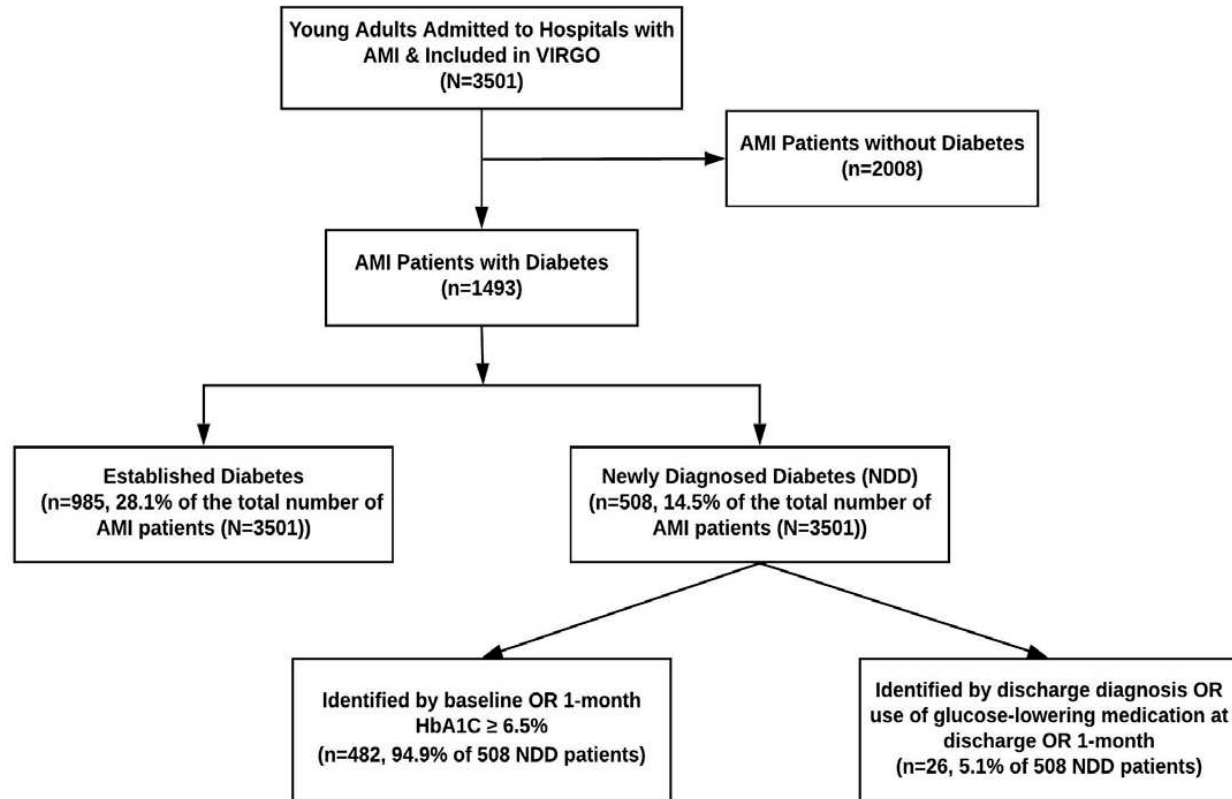 Young Adults Admitted to Hospitals with
AMI & Included in VIRGO
(N=3501)
AMI Patients without Diabetes
(n=2008)
AMI Patients with Diabetes
(n=1493)
Established Diabetes
(n=985, 28.1% of the total number of
AMI patients (N=3501))
Newly Diagnosed Diabetes (NDD)
(n=508, 14.5% of the total number of
AMI patients (N=3501))
Identified by baseline OR 1-month
HbA1C ≥ 6.5%
(n=482, 94.9% of 508 NDD patients)
Identified by discharge diagnosis OR
use of glucose-lowering medication at
discharge OR 1-month
(n=26, 5.1% of 508 NDD patients)